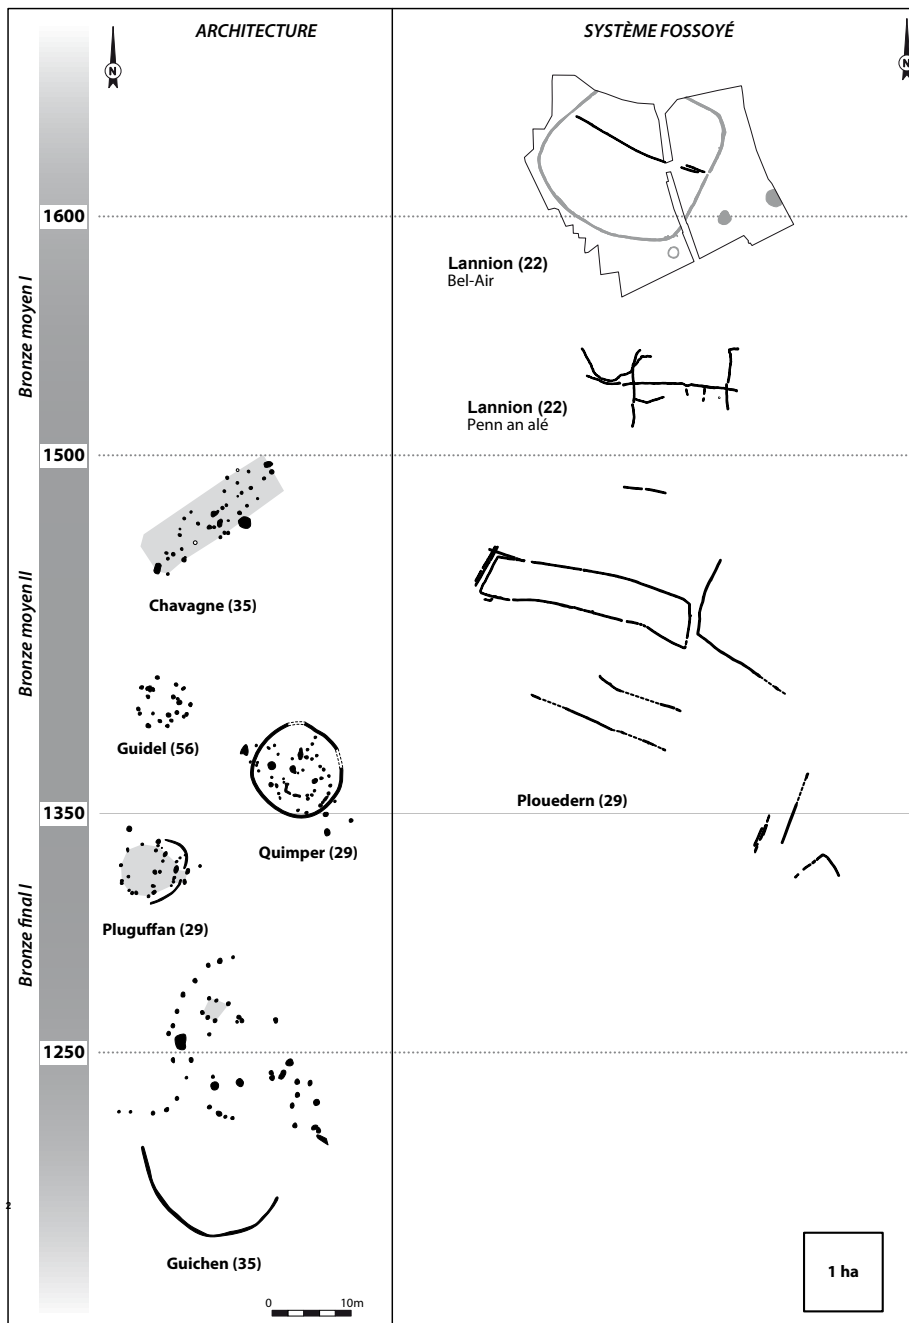 ARCHITECTURE
SYSTÈME FOSSOYÉ
N
N
1600
Bronze moyen I
Lannion (22)
Bel-Air
Lannion (22)
Penn an alé
1500
Bronze moyen II
Chavagne (35)
Guidel (56)
Quimper (29)
Plouedern (29)
1350
Bronze final I
Pluguffan (29)
1250
2
Guichen (35)
0 10m
1 ha